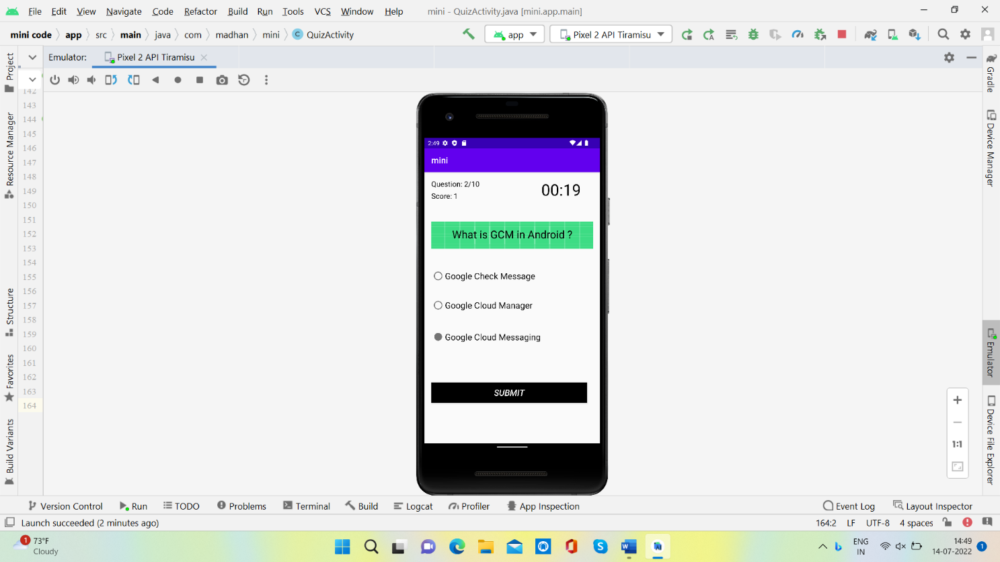 File Edit View Navigate Code Refactor Build Run Tools VCS Window Help mini - QuizActivity.java [mini.app.main]
mini code app src main java com madhan mini C QuizActivity app Pixel 2 API Tiramisu
Emulator: Pixel 2 API Tiramisu
Project
Resource Manager
Structure
Favorites
Build Variants
142
143
144
145
146
147
148
149
150
151
152
153
154
155
156
157
158
159
160
161
162
163
164
2:49
mini
Question: 2/10
Score: 1
00:19
What is GCM in Android ?
Google Check Message
Google Cloud Manager
Google Cloud Messaging
SUBMIT
Gradle
Device Manager
Emulator
Device File Explorer
1:1
Version Control Run TODO Problems Terminal Build Logcat Profiler App Inspection Event Log Layout Inspector
Launch succeeded (2 minutes ago) 164:2 LF UTF-8 4 spaces
1 73°F
Cloudy
ENG
IN
14:49
14-07-2022
1